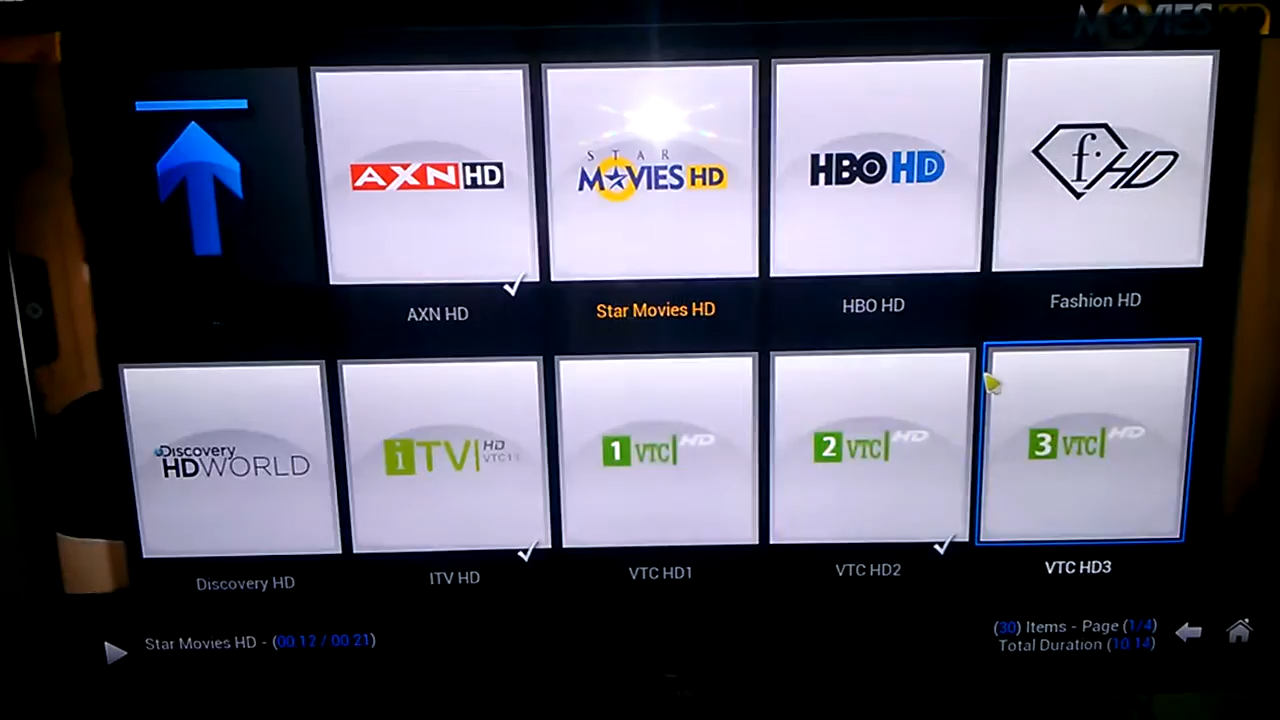 MOVIES HD
AXN HD
STAR
MOVIES HD
HBO HD
f. HD
AXN HD
Star Movies HD
HBO HD
Fashion HD
Discovery
HD WORLD
iTV HD
VTC13
1 VTC HD
2 VTC HD
3 VTC HD
Discovery HD
ITV HD
VTC HD1
VTC HD2
VTC HD3
Star Movies HD - (00:12 / 00:21)
(30) Items - Page (1/4)
Total Duration (10:14)